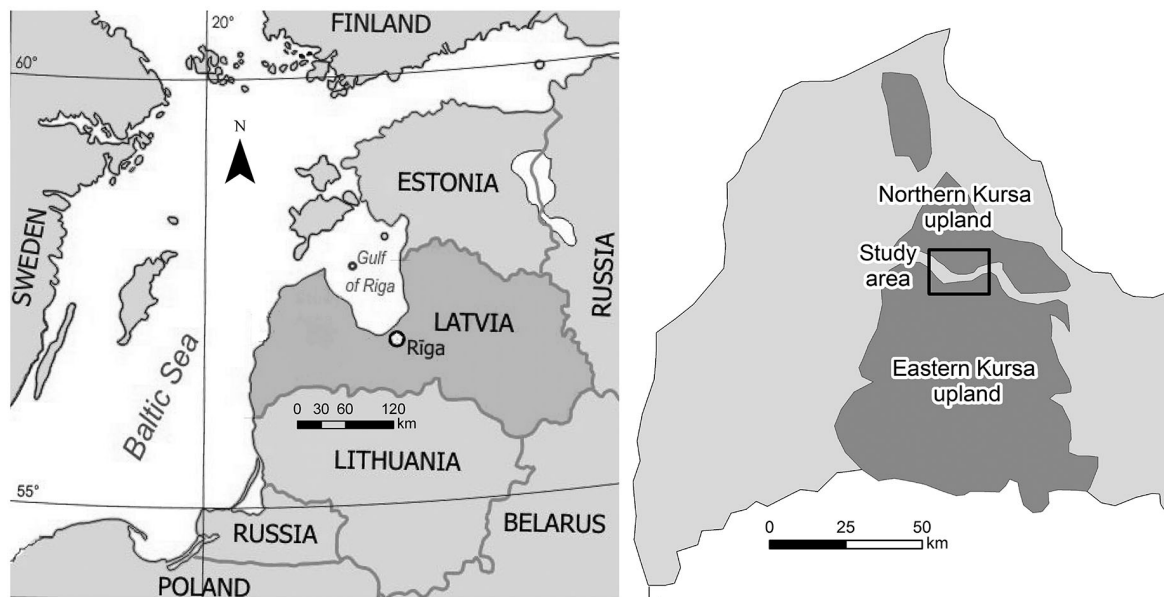 20°
FINLAND
60°
N
ESTONIA
SWEDEN
RUSSIA
Gulf
of Riga
LATVIA
Rīga
Baltic Sea
0 30 60 120
km
LITHUANIA
55°
RUSSIA
BELARUS
POLAND
Northern Kursa
upland
Study
area
Eastern Kursa
upland
0 25 50
km